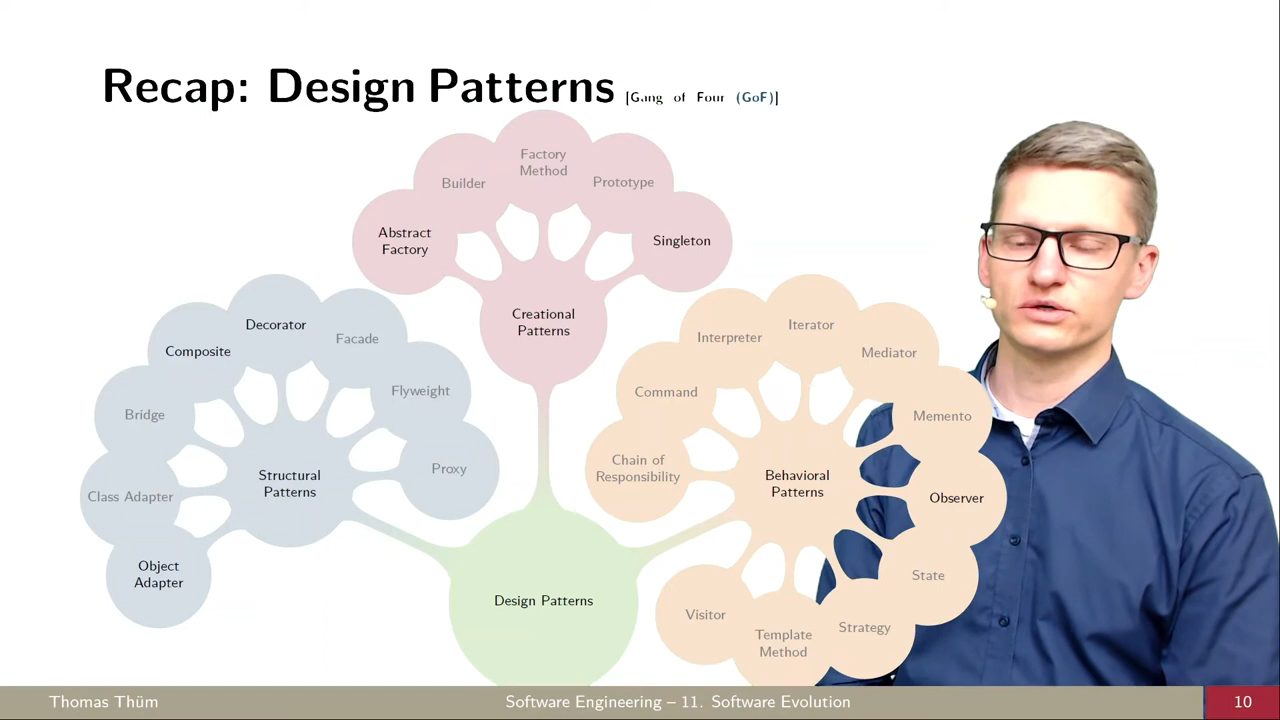 Recap: Design Patterns [Gang of Four (GoF)]
Factory
Method
Builder
Prototype
Abstract
Factory
Singleton
Creational
Patterns
Decorator
Facade
Composite
Flyweight
Bridge
Proxy
Class Adapter
Structural
Patterns
Object
Adapter
Iterator
Interpreter
Mediator
Command
Memento
Chain of
Responsibility
Behavioral
Patterns
Observer
State
Visitor
Strategy
Template
Method
Design Patterns
Thomas Thüm
Software Engineering – 11. Software Evolution
10